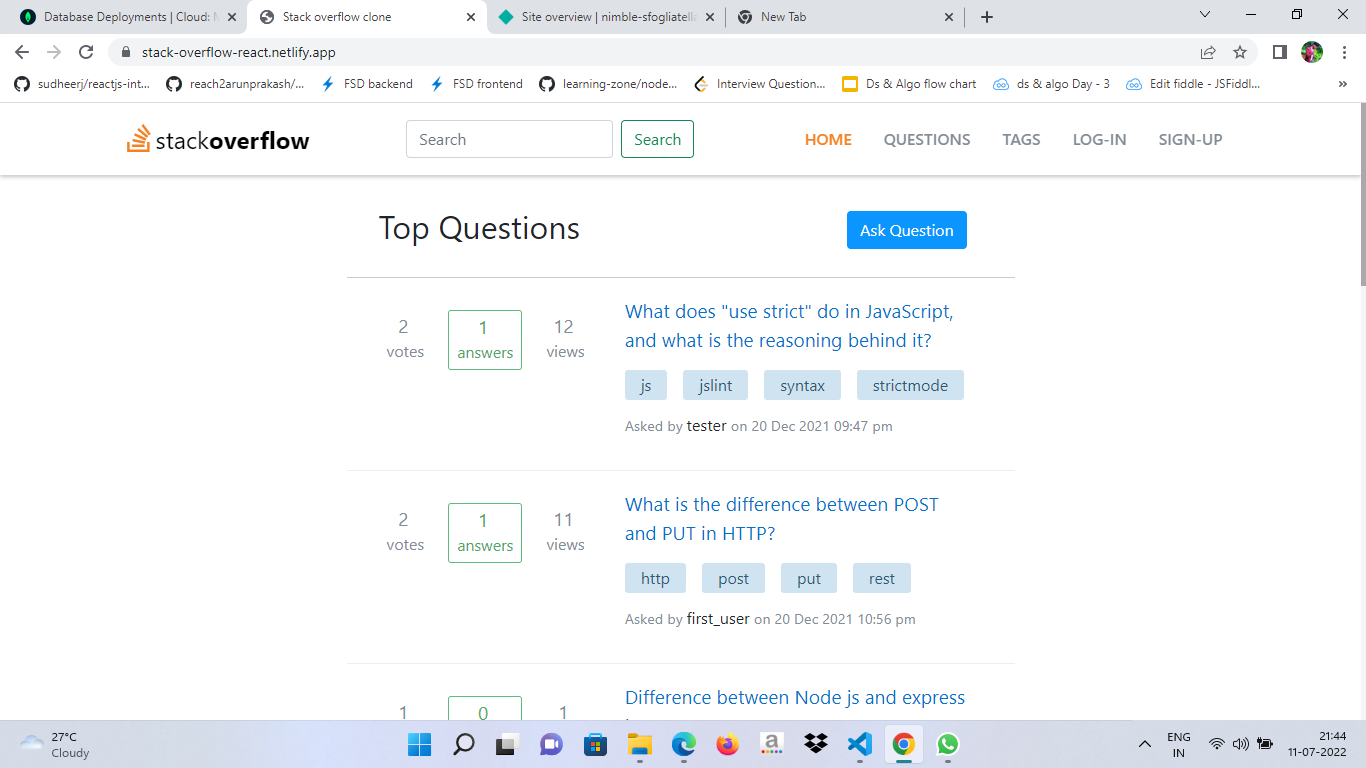 Database Deployments | Cloud: M
Stack overflow clone
Site overview | nimble-sfogliatella
New Tab
stack-overflow-react.netlify.app
sudheerj/reactjs-int...
reach2arunprakash/...
FSD backend
FSD frontend
learning-zone/node...
Interview Question...
Ds & Algo flow chart
ds & algo Day - 3
Edit fiddle - JSFiddl...
»
stackoverflow
Search
Search
HOME
QUESTIONS
TAGS
LOG-IN
SIGN-UP
Top Questions
Ask Question
2
votes
1
answers
12
views
What does "use strict" do in JavaScript,
and what is the reasoning behind it?
js
jslint
syntax
strictmode
Asked by tester on 20 Dec 2021 09:47 pm
2
votes
1
answers
11
views
What is the difference between POST
and PUT in HTTP?
http
post
put
rest
Asked by first_user on 20 Dec 2021 10:56 pm
1
0
1
Difference between Node js and express
27°C
Cloudy
a
ENG
IN
21:44
11-07-2022